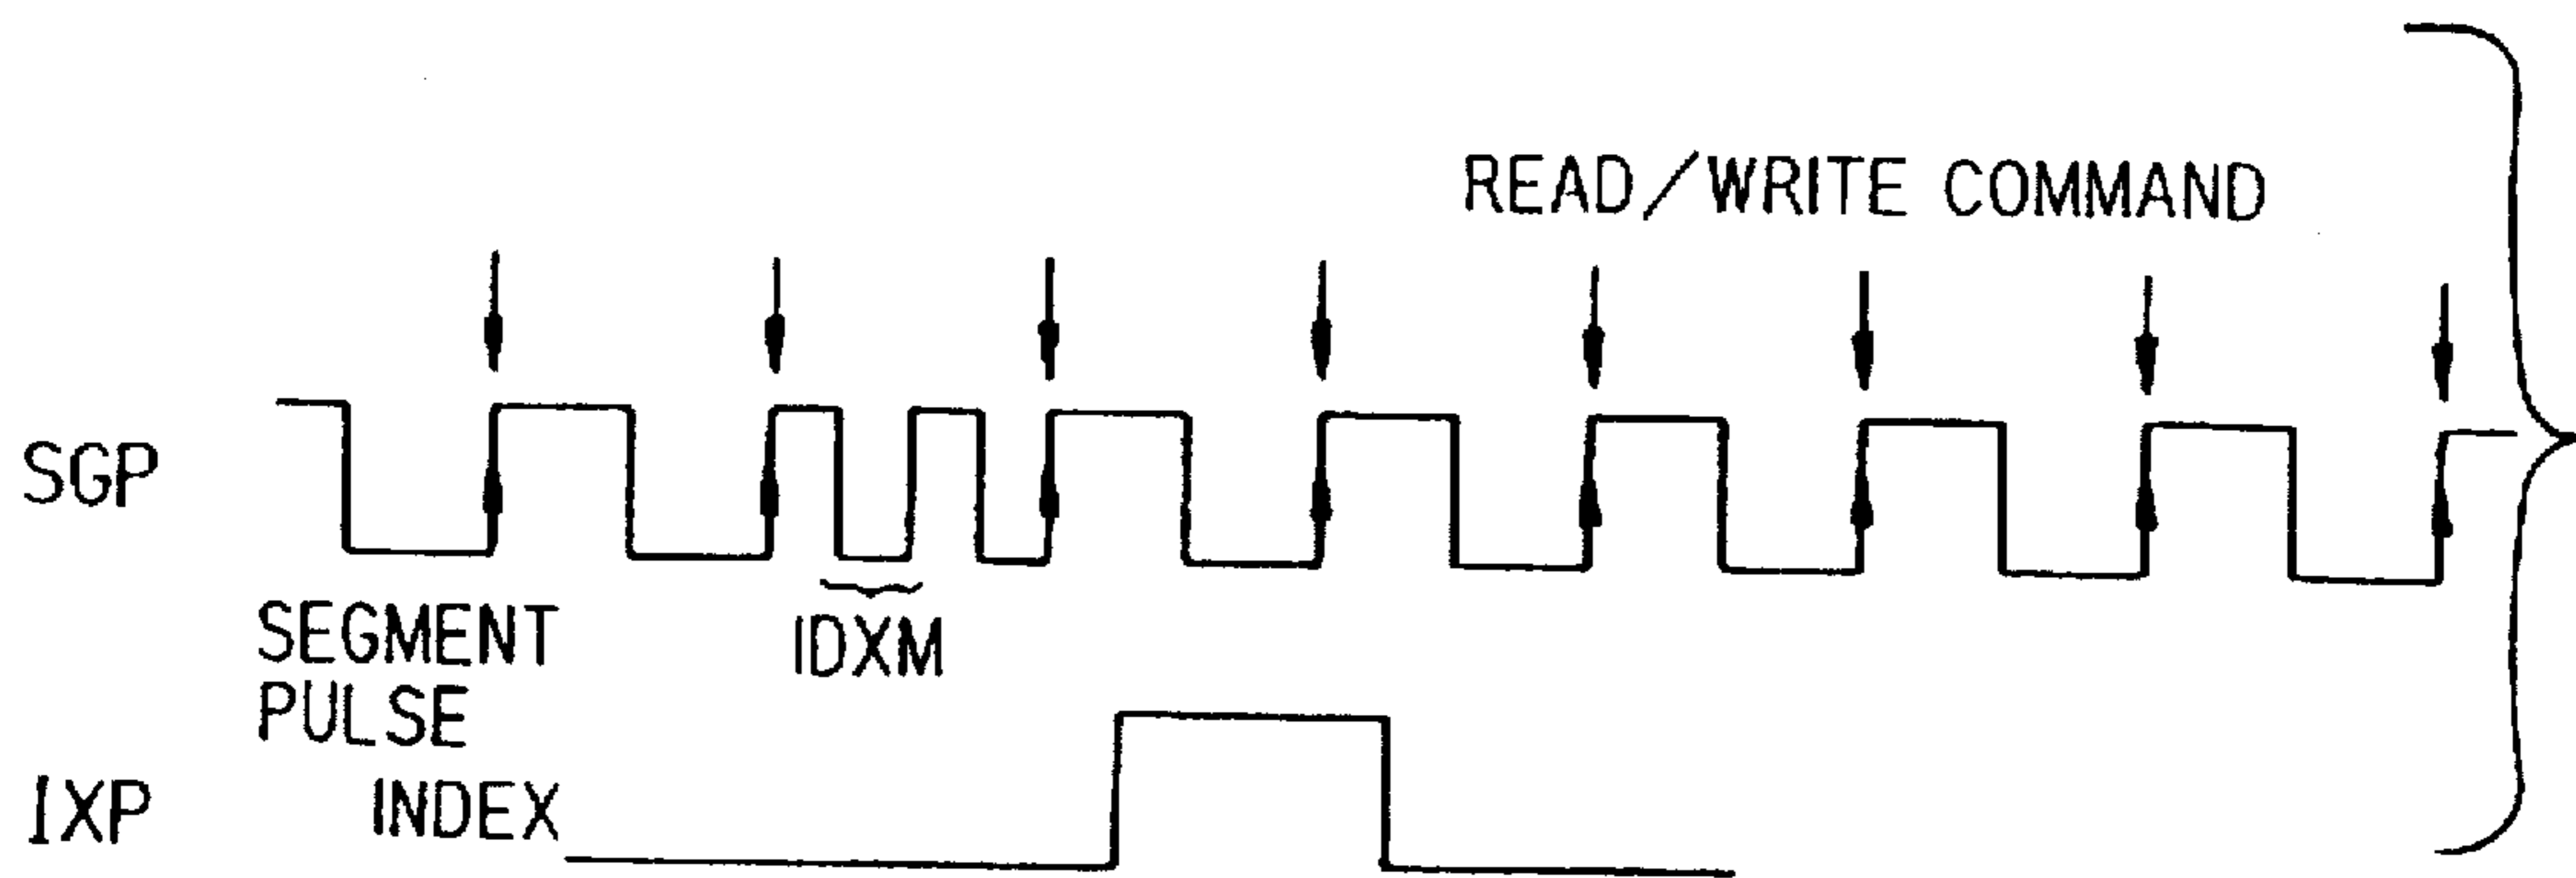 READ/WRITE COMMAND
SGP
SEGMENT
PULSE
IDXM
IXP
INDEX